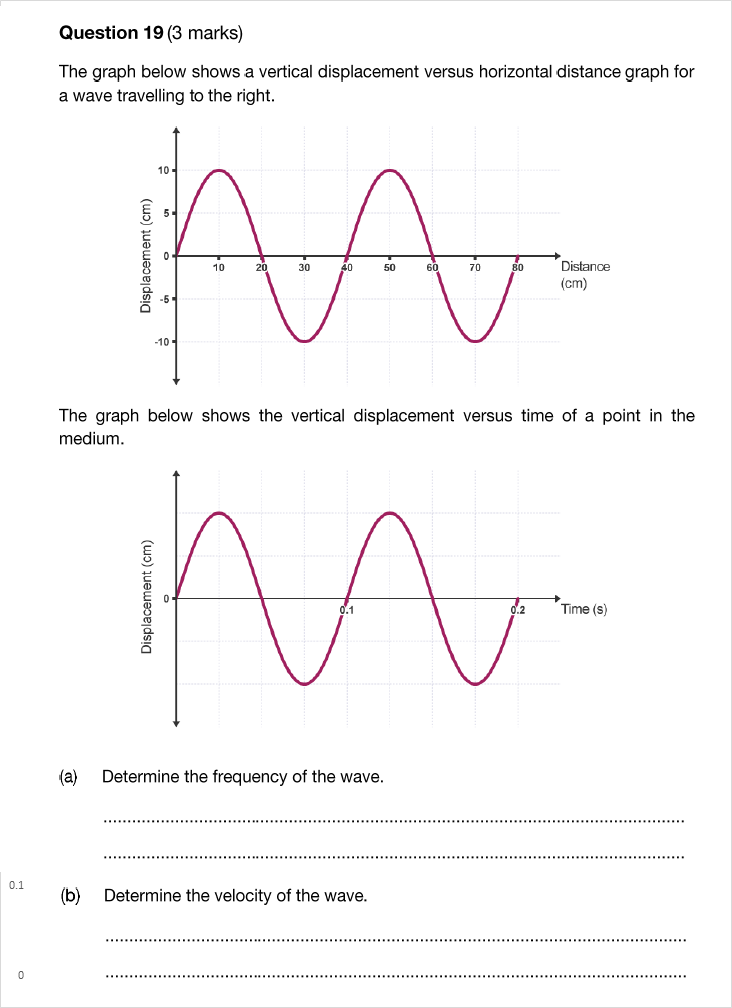 Question 19 (3 marks)
The graph below shows a vertical displacement versus horizontal distance graph for
a wave travelling to the right.
Displacement (cm)
10
5
0
-5
-10
10 20 30 40 50 60 70 80
Distance
(cm)
The graph below shows the vertical displacement versus time of a point in the
medium.
Displacement (cm)
0
0.1 0.2
Time (s)
(a) Determine the frequency of the wave.
0.1
(b) Determine the velocity of the wave.
0